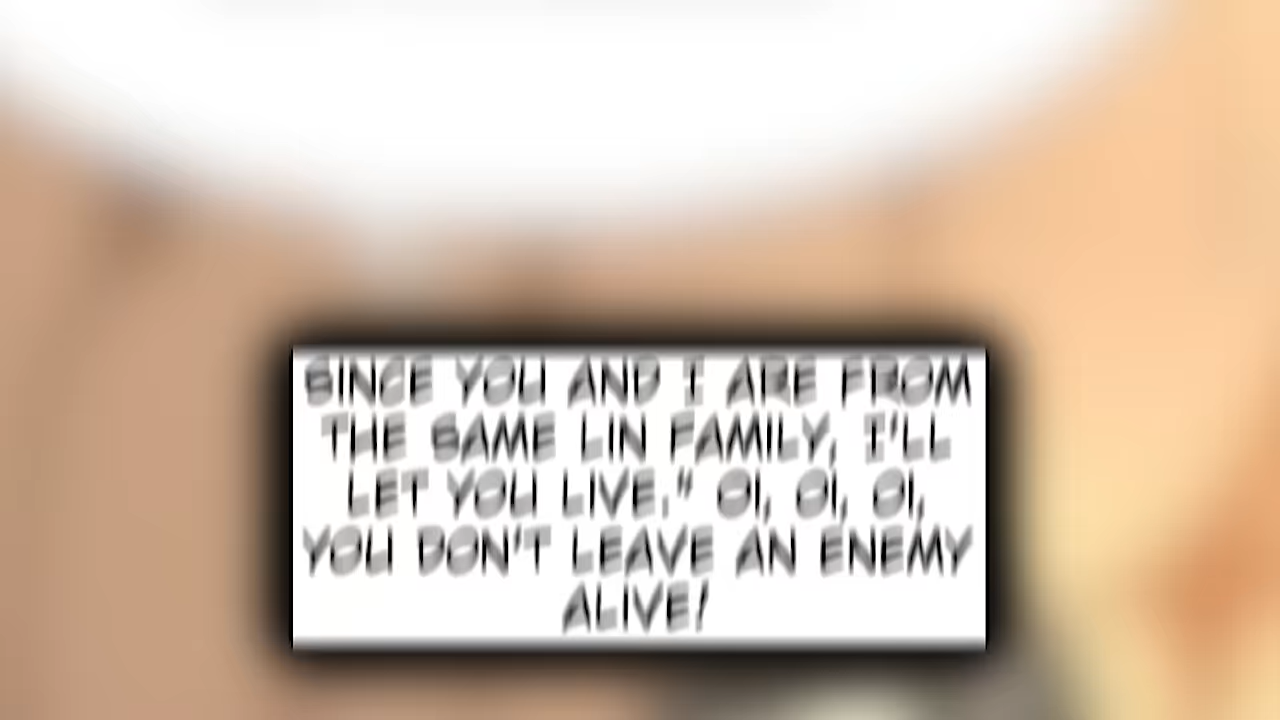 SINCE YOU AND I ARE FROM
THE SAME LIN FAMILY, I'LL
LET YOU LIVE." OI, OI, OI,
YOU DON'T LEAVE AN ENEMY
ALIVE!